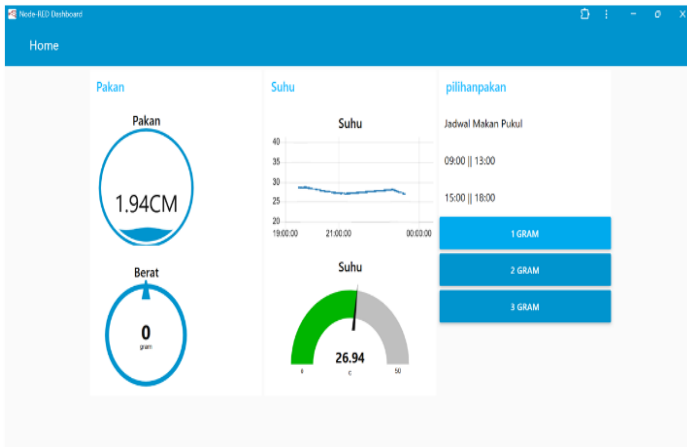 Node-RED Dashboard
Home
Pakan
Pakan
1.94CM
Berat
0
gram
Suhu
Suhu
40
35
30
25
20
19:00:00 21:00:00 00:00:00
Suhu
26.94
0 c 50
pilihanpakan
Jadwal Makan Pukul
09:00 || 13:00
15:00 || 18:00
1 GRAM
2 GRAM
3 GRAM